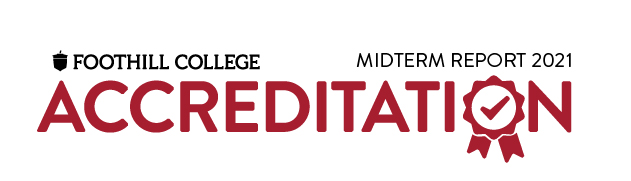 FOOTHILL COLLEGE
MIDTERM REPORT 2021
ACCREDITATION